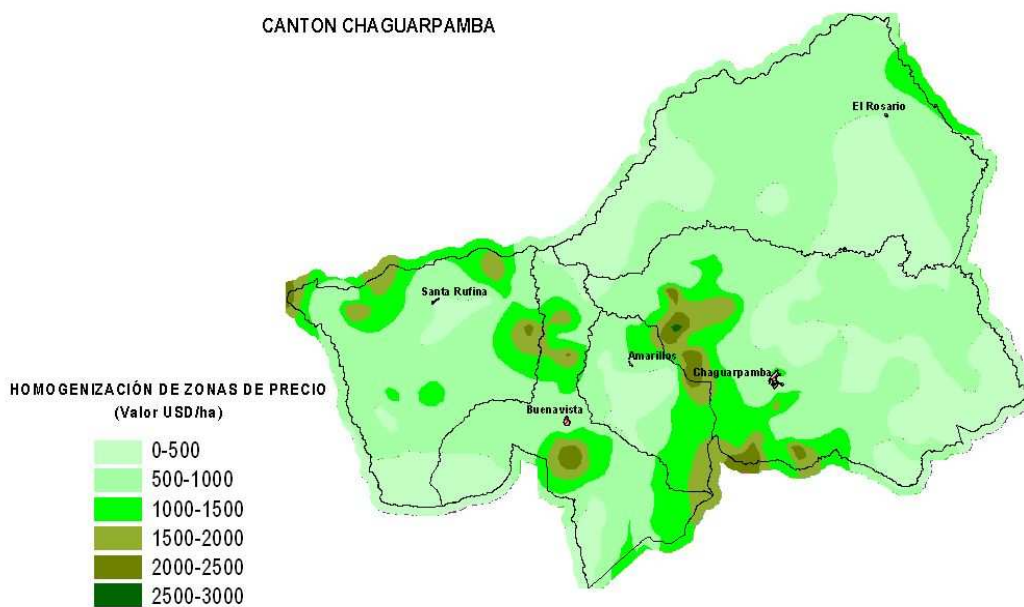 CANTON CHAGUARPAMBA
El Rosario
Santa Rufina
Amarillos
Chaguarpamba
Buenavista
HOMOGENIZACIÓN DE ZONAS DE PRECIO
(Valor USD/ha)
0-500
500-1000
1000-1500
1500-2000
2000-2500
2500-3000